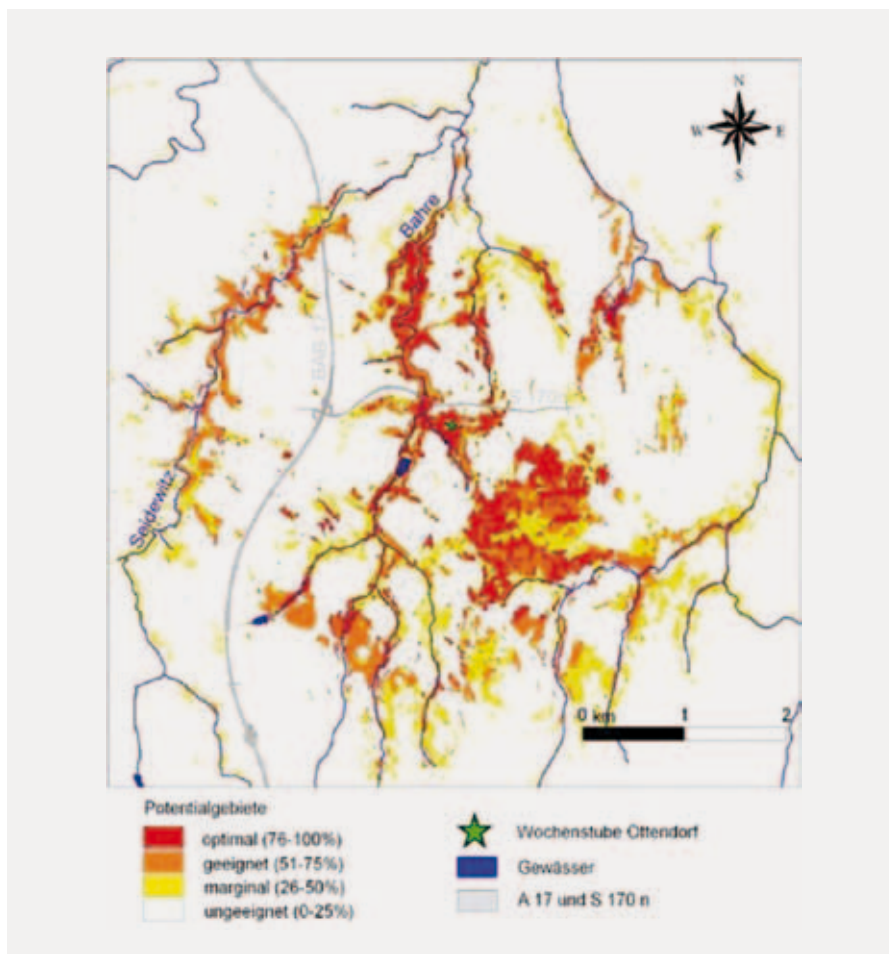 N
W E
S
Bahre
S 170
Seidewitz
0 km 1 2
Potentialgebiete
optimal (76-100%)
geeignet (51-75%)
marginal (26-50%)
ungeeignet (0-25%)
Wochenstube Ottendorf
Gewässer
A 17 und S 170 n